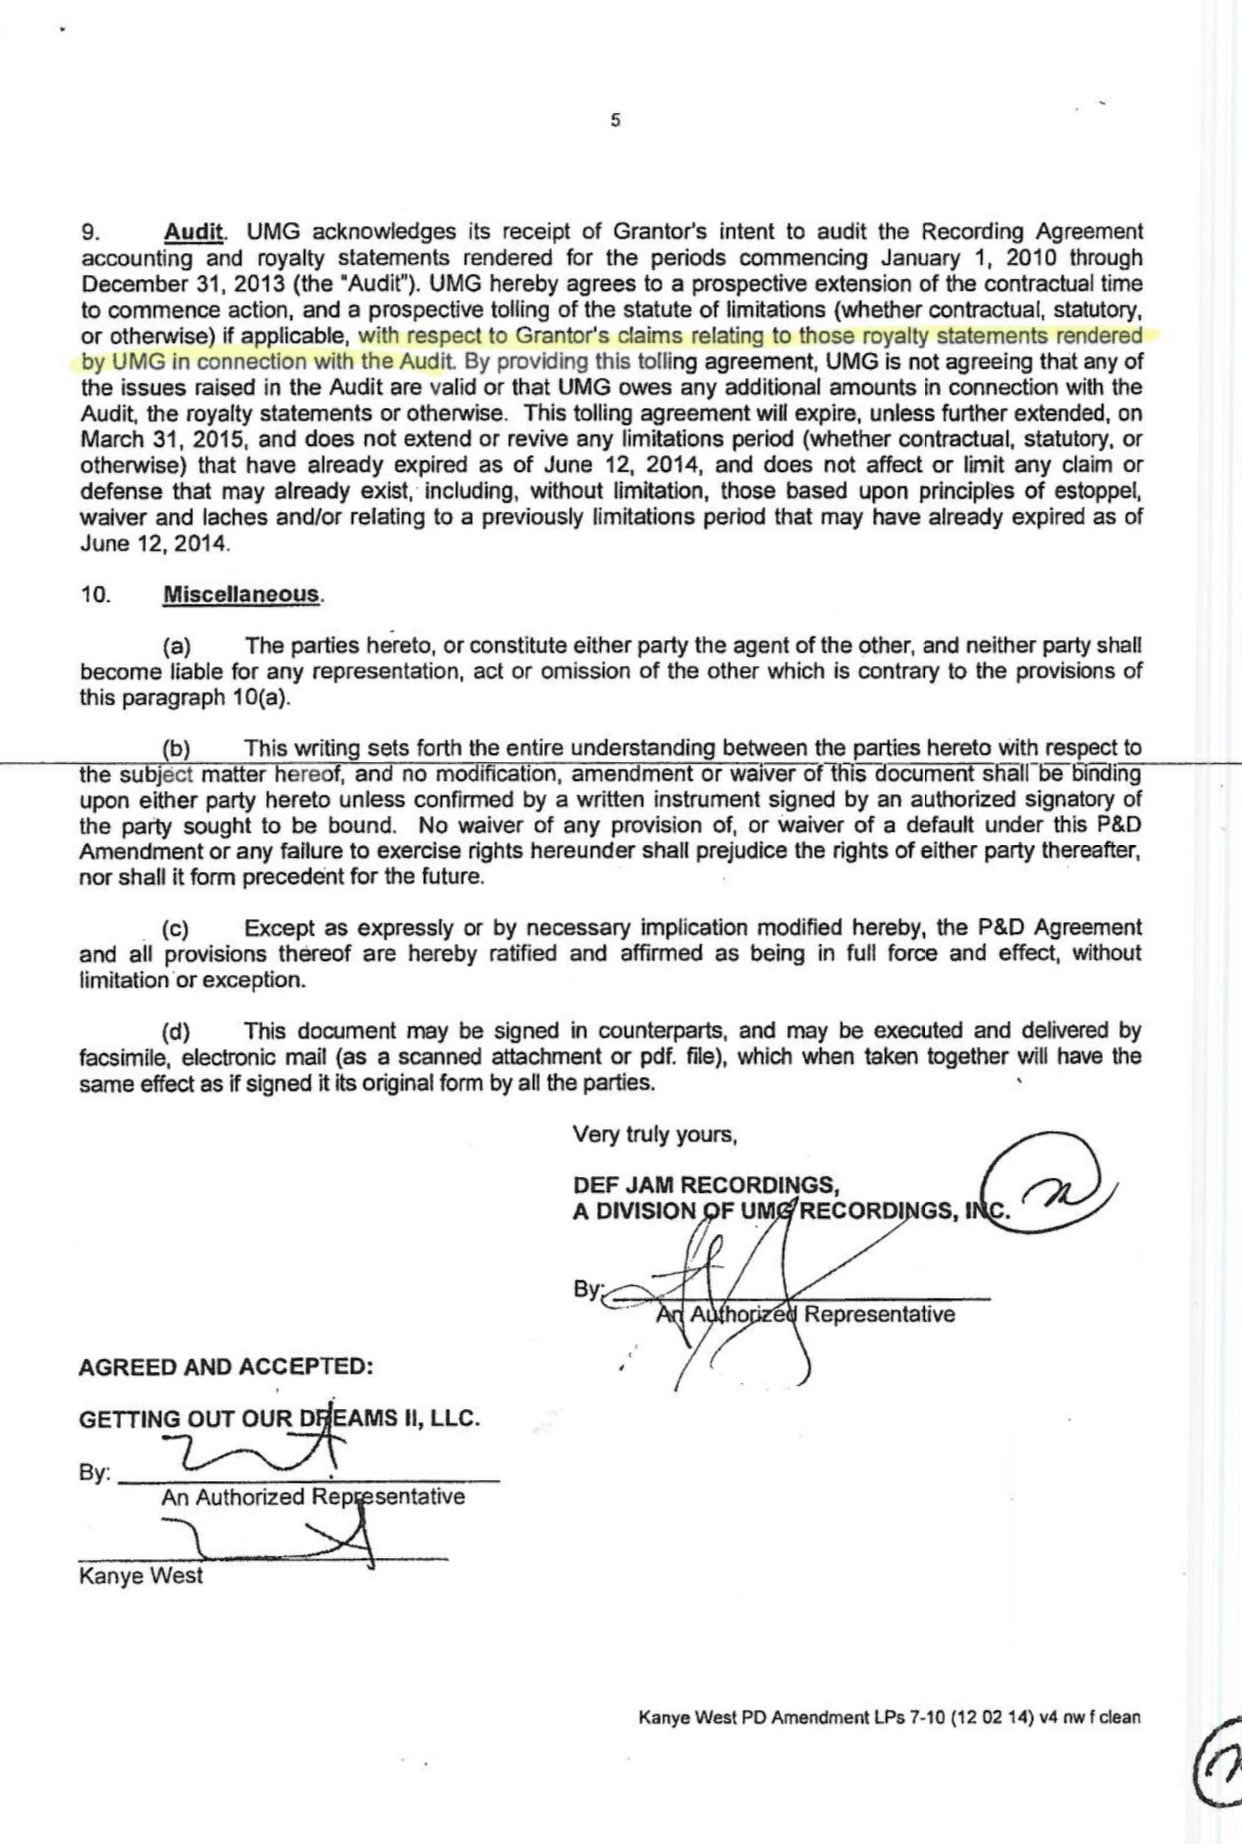 5
9. Audit. UMG acknowledges its receipt of Grantor's intent to audit the Recording Agreement
accounting and royalty statements rendered for the periods commencing January 1, 2010 through
December 31, 2013 (the "Audit"). UMG hereby agrees to a prospective extension of the contractual time
to commence action, and a prospective tolling of the statute of limitations (whether contractual, statutory,
or otherwise) if applicable, with respect to Grantor's claims relating to those royalty statements rendered
by UMG in connection with the Audit. By providing this tolling agreement, UMG is not agreeing that any of
the issues raised in the Audit are valid or that UMG owes any additional amounts in connection with the
Audit, the royalty statements or otherwise. This tolling agreement will expire, unless further extended, on
March 31, 2015, and does not extend or revive any limitations period (whether contractual, statutory, or
otherwise) that have already expired as of June 12, 2014, and does not affect or limit any claim or
defense that may already exist, including, without limitation, those based upon principles of estoppel,
waiver and laches and/or relating to a previously limitations period that may have already expired as of
June 12, 2014.
10. Miscellaneous.
(a) The parties hereto, or constitute either party the agent of the other, and neither party shall
become liable for any representation, act or omission of the other which is contrary to the provisions of
this paragraph 10(a).
(b) This writing sets forth the entire understanding between the parties hereto with respect to
the subject matter hereof, and no modification, amendment or waiver of this document shall be binding
upon either party hereto unless confirmed by a written instrument signed by an authorized signatory of
the party sought to be bound. No waiver of any provision of, or waiver of a default under this P&D
Amendment or any failure to exercise rights hereunder shall prejudice the rights of either party thereafter,
nor shall it form precedent for the future.
(c) Except as expressly or by necessary implication modified hereby, the P&D Agreement
and all provisions thereof are hereby ratified and affirmed as being in full force and effect, without
limitation or exception.
(d) This document may be signed in counterparts, and may be executed and delivered by
facsimile, electronic mail (as a scanned attachment or pdf. file), which when taken together will have the
same effect as if signed it its original form by all the parties.
Very truly yours,
DEF JAM RECORDINGS,
A DIVISION OF UMG RECORDINGS, INC.
By:
An Authorized Representative
AGREED AND ACCEPTED:
GETTING OUT OUR DREAMS II, LLC.
By:
An Authorized Representative
Kanye West
Kanye West PD Amendment LPs 7-10 (12 02 14) v4 nw f clean